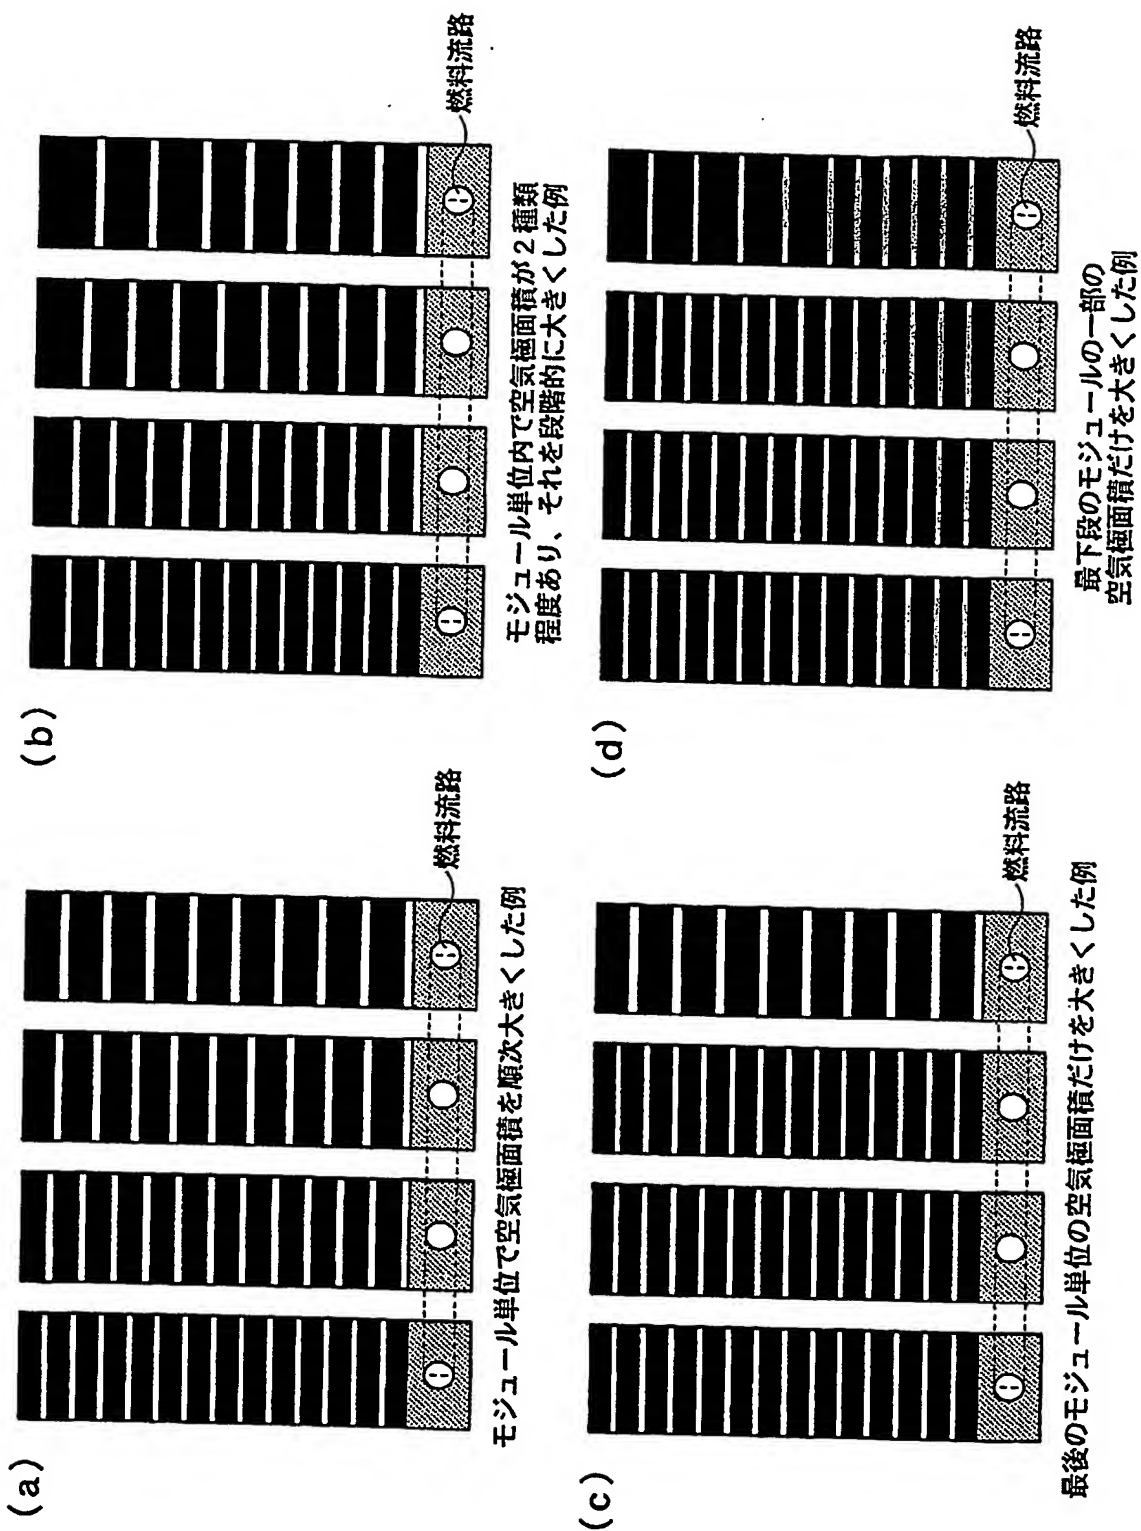 (a)
燃料流路
モジュール単位で空気極面積を順次大きくした例
(b)
燃料流路
モジュール単位内で空気極面積が2種類
程度あり、それを段階的に大きくした例
(c)
燃料流路
最後のモジュール単位の空気極面積だけを大きくした例
(d)
燃料流路
最下段のモジュールの一部の
空気極面積だけを大きくした例